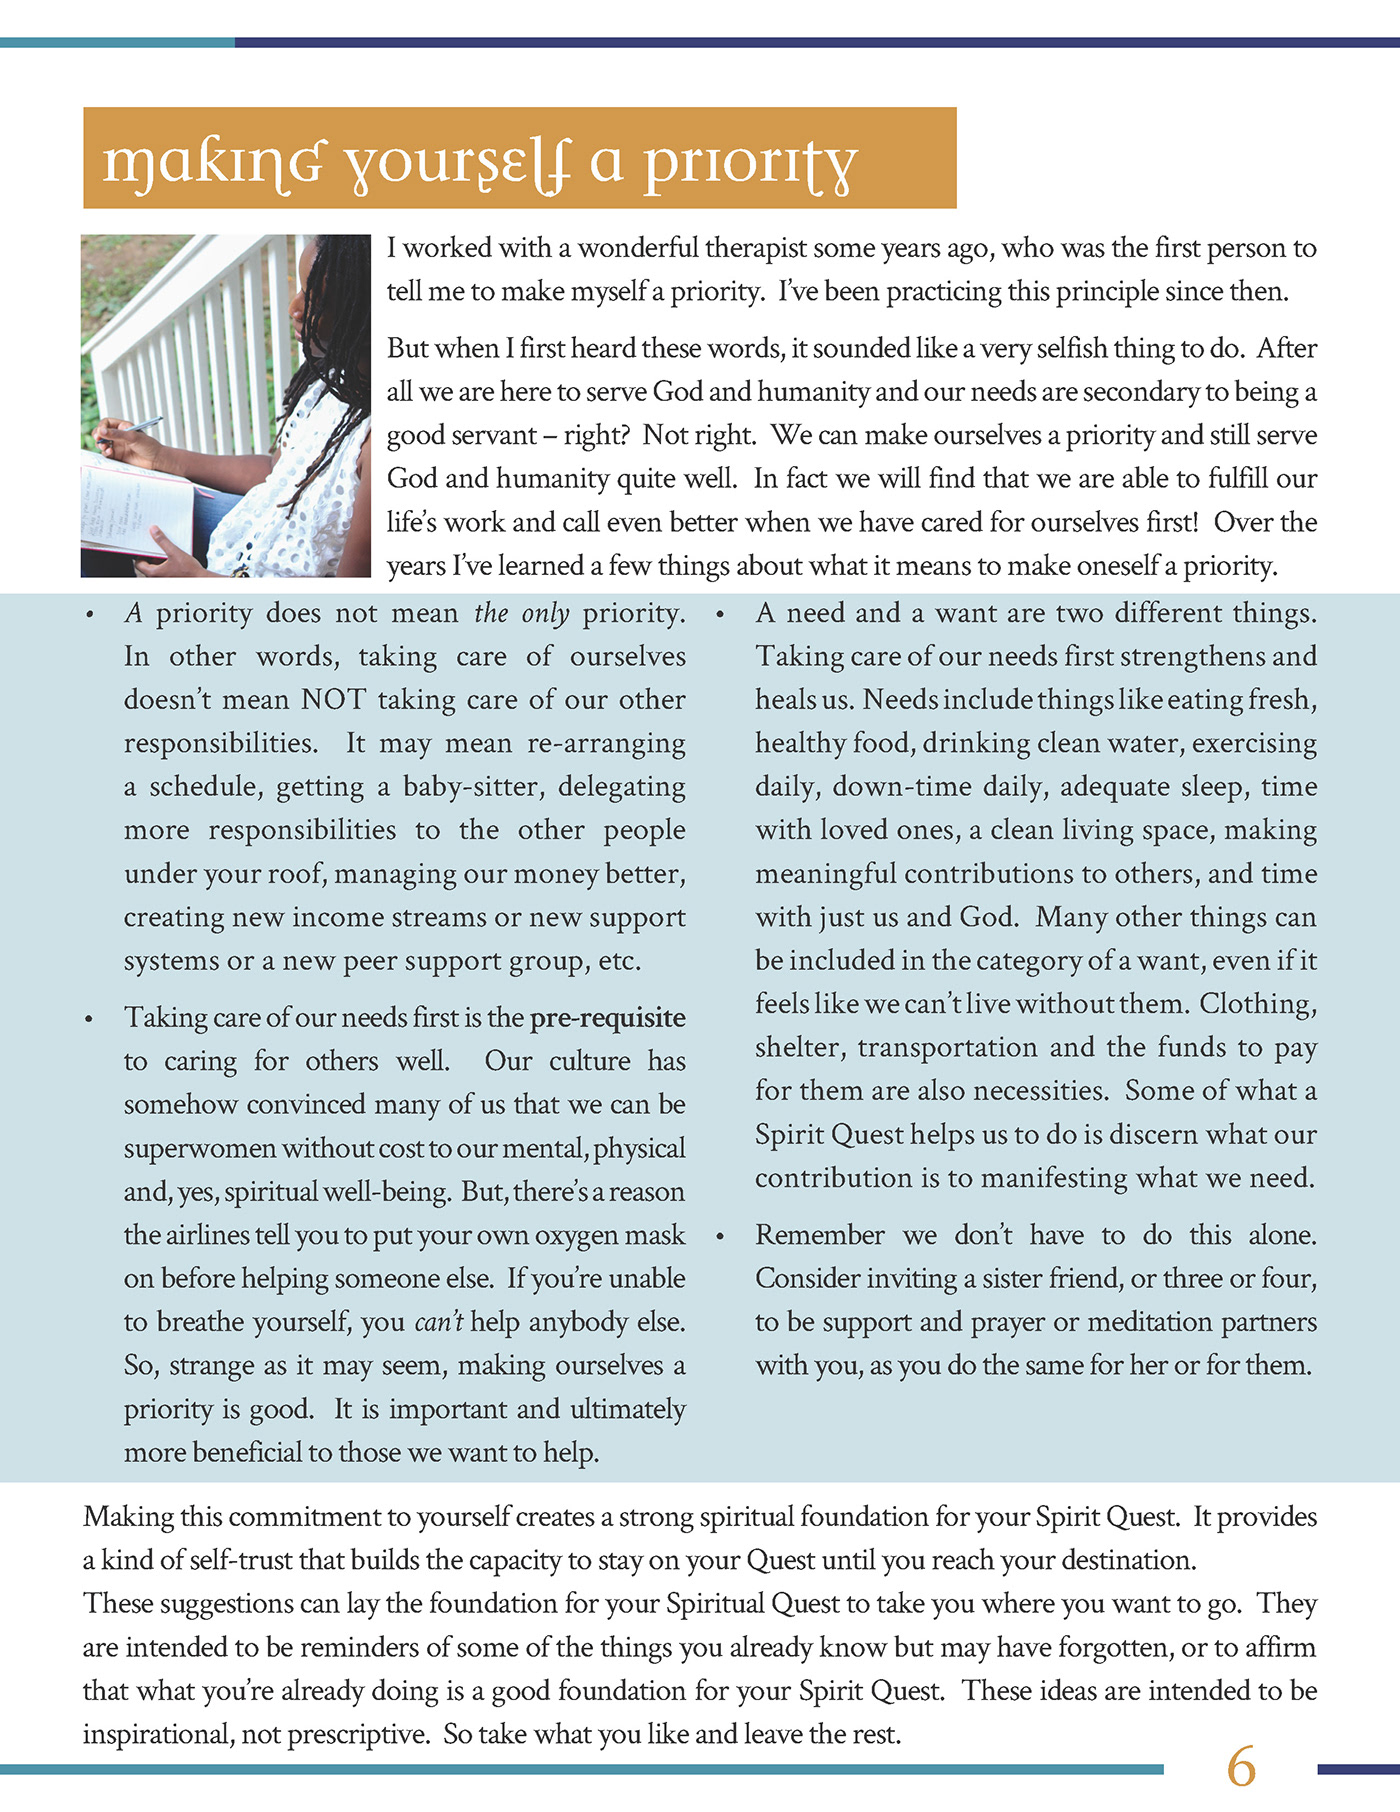 making yourself a priority
I worked with a wonderful therapist some years ago, who was the first person to
tell me to make myself a priority.  I’ve been practicing this principle since then.
But when I first heard these words, it sounded like a very selfish thing to do.  After
all we are here to serve God and humanity and our needs are secondary to being a
good servant – right?  Not right.  We can make ourselves a priority and still serve
God and humanity quite well.  In fact we will find that we are able to fulfill our
life’s work and call even better when we have cared for ourselves first!  Over the
years I’ve learned a few things about what it means to make oneself a priority.
• A priority does not mean the only priority.
In other words, taking care of ourselves
doesn’t mean NOT taking care of our other
responsibilities.  It may mean re-arranging
a schedule, getting a baby-sitter, delegating
more responsibilities to the other people
under your roof, managing our money better,
creating new income streams or new support
systems or a new peer support group, etc.
• Taking care of our needs first is the pre-requisite
to caring for others well.  Our culture has
somehow convinced many of us that we can be
superwomen without cost to our mental, physical
and, yes, spiritual well-being.  But, there’s a reason
the airlines tell you to put your own oxygen mask
on before helping someone else.  If you’re unable
to breathe yourself, you can’t help anybody else.
So, strange as it may seem, making ourselves a
priority is good.  It is important and ultimately
more beneficial to those we want to help.
• A need and a want are two different things.
Taking care of our needs first strengthens and
heals us.  Needs include things like eating fresh,
healthy food, drinking clean water, exercising
daily, down-time daily, adequate sleep, time
with loved ones, a clean living space, making
meaningful contributions to others, and time
with just us and God.  Many other things can
be included in the category of a want, even if it
feels like we can’t live without them.  Clothing,
shelter, transportation and the funds to pay
for them are also necessities.  Some of what a
Spirit Quest helps us to do is discern what our
contribution is to manifesting what we need.
• Remember we don’t have to do this alone.
Consider inviting a sister friend, or three or four,
to be support and prayer or meditation partners
with you, as you do the same for her or for them.
Making this commitment to yourself creates a strong spiritual foundation for your Spirit Quest.  It provides
a kind of self-trust that builds the capacity to stay on your Quest until you reach your destination.
These suggestions can lay the foundation for your Spiritual Quest to take you where you want to go.  They
are intended to be reminders of some of the things you already know but may have forgotten, or to affirm
that what you’re already doing is a good foundation for your Spirit Quest.  These ideas are intended to be
inspirational, not prescriptive.  So take what you like and leave the rest.
6